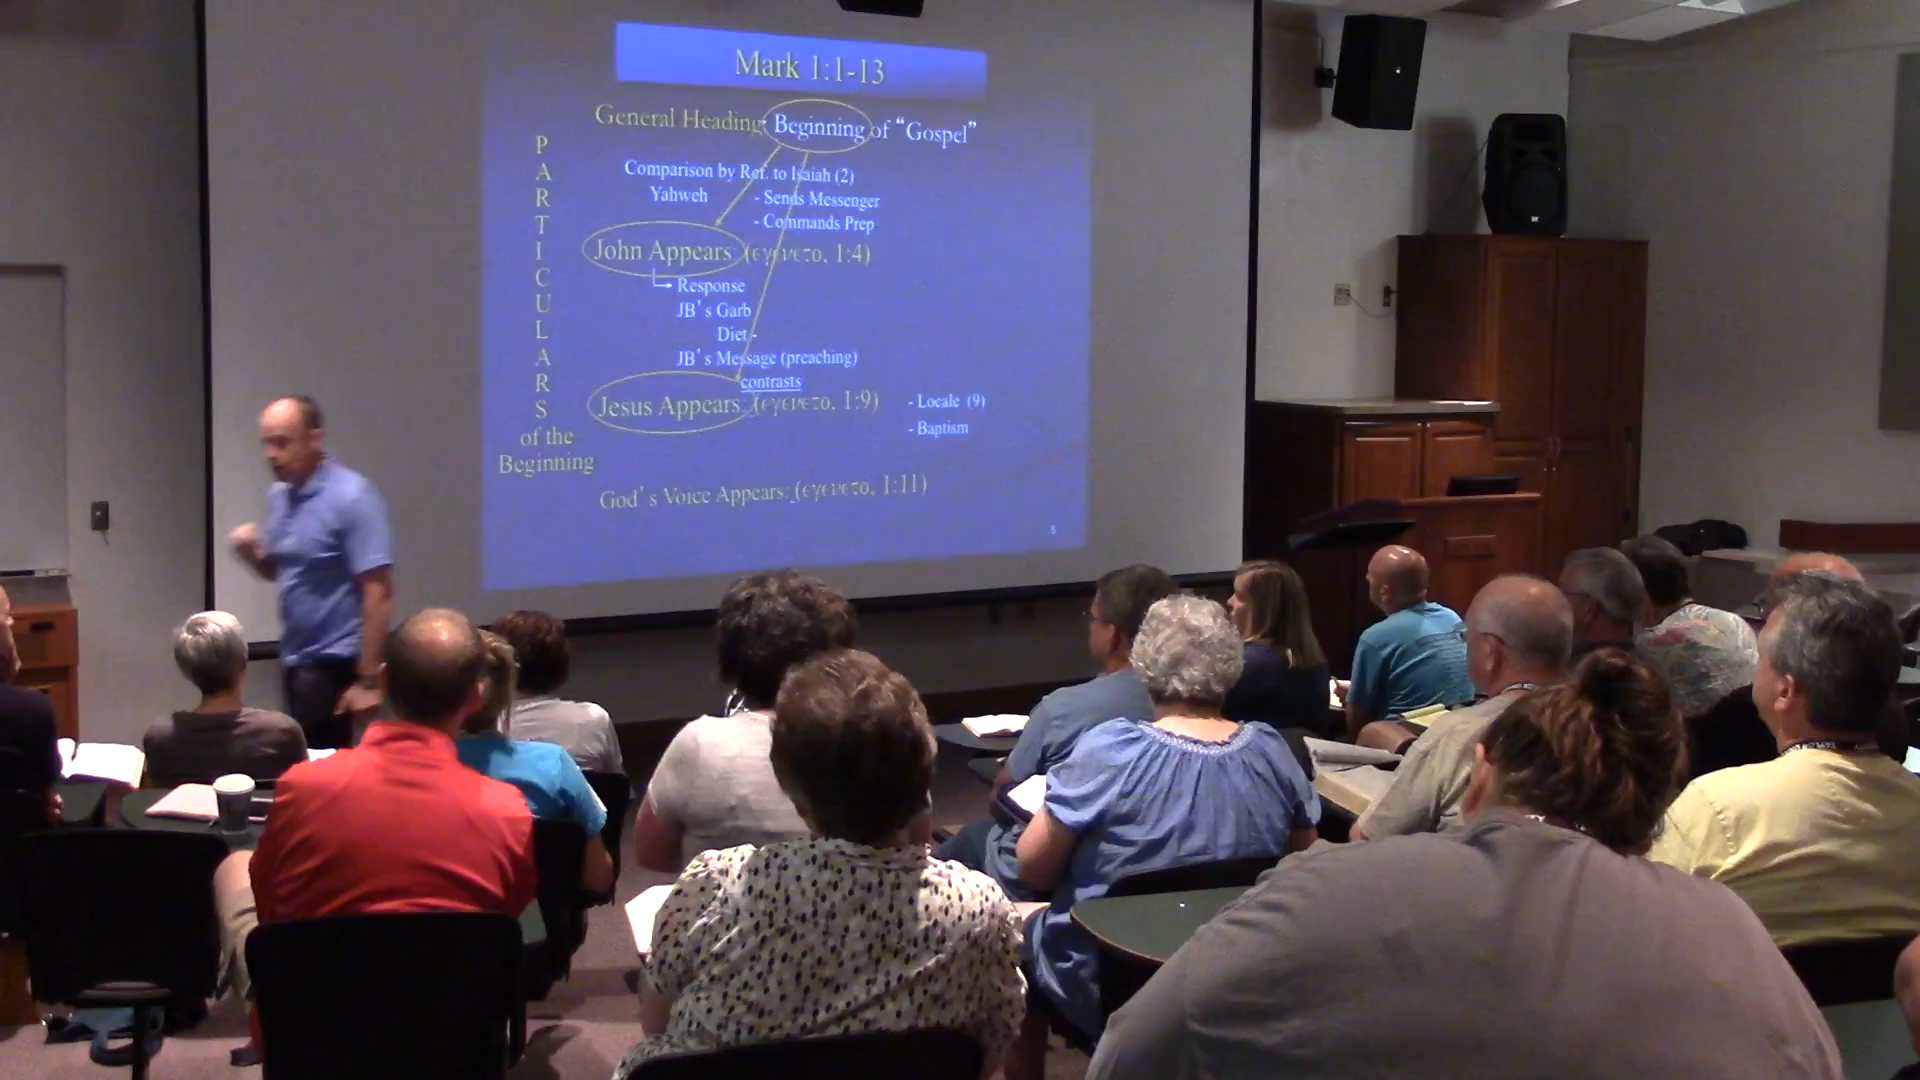 Mark 1:1-13
General Heading: Beginning of “Gospel”
PARTICULARS
of the
Beginning
Comparison by Ref. to Isaiah (2)
Yahweh - Sends Messenger
- Commands Prep
John Appears: (εγενετο, 1:4)
Response
JB’s Garb
Diet -
JB’s Message (preaching)
contrasts
Jesus Appears: (εγενετο, 1:9) - Locale (9)
- Baptism
God’s Voice Appears: (εγενετο, 1:11)